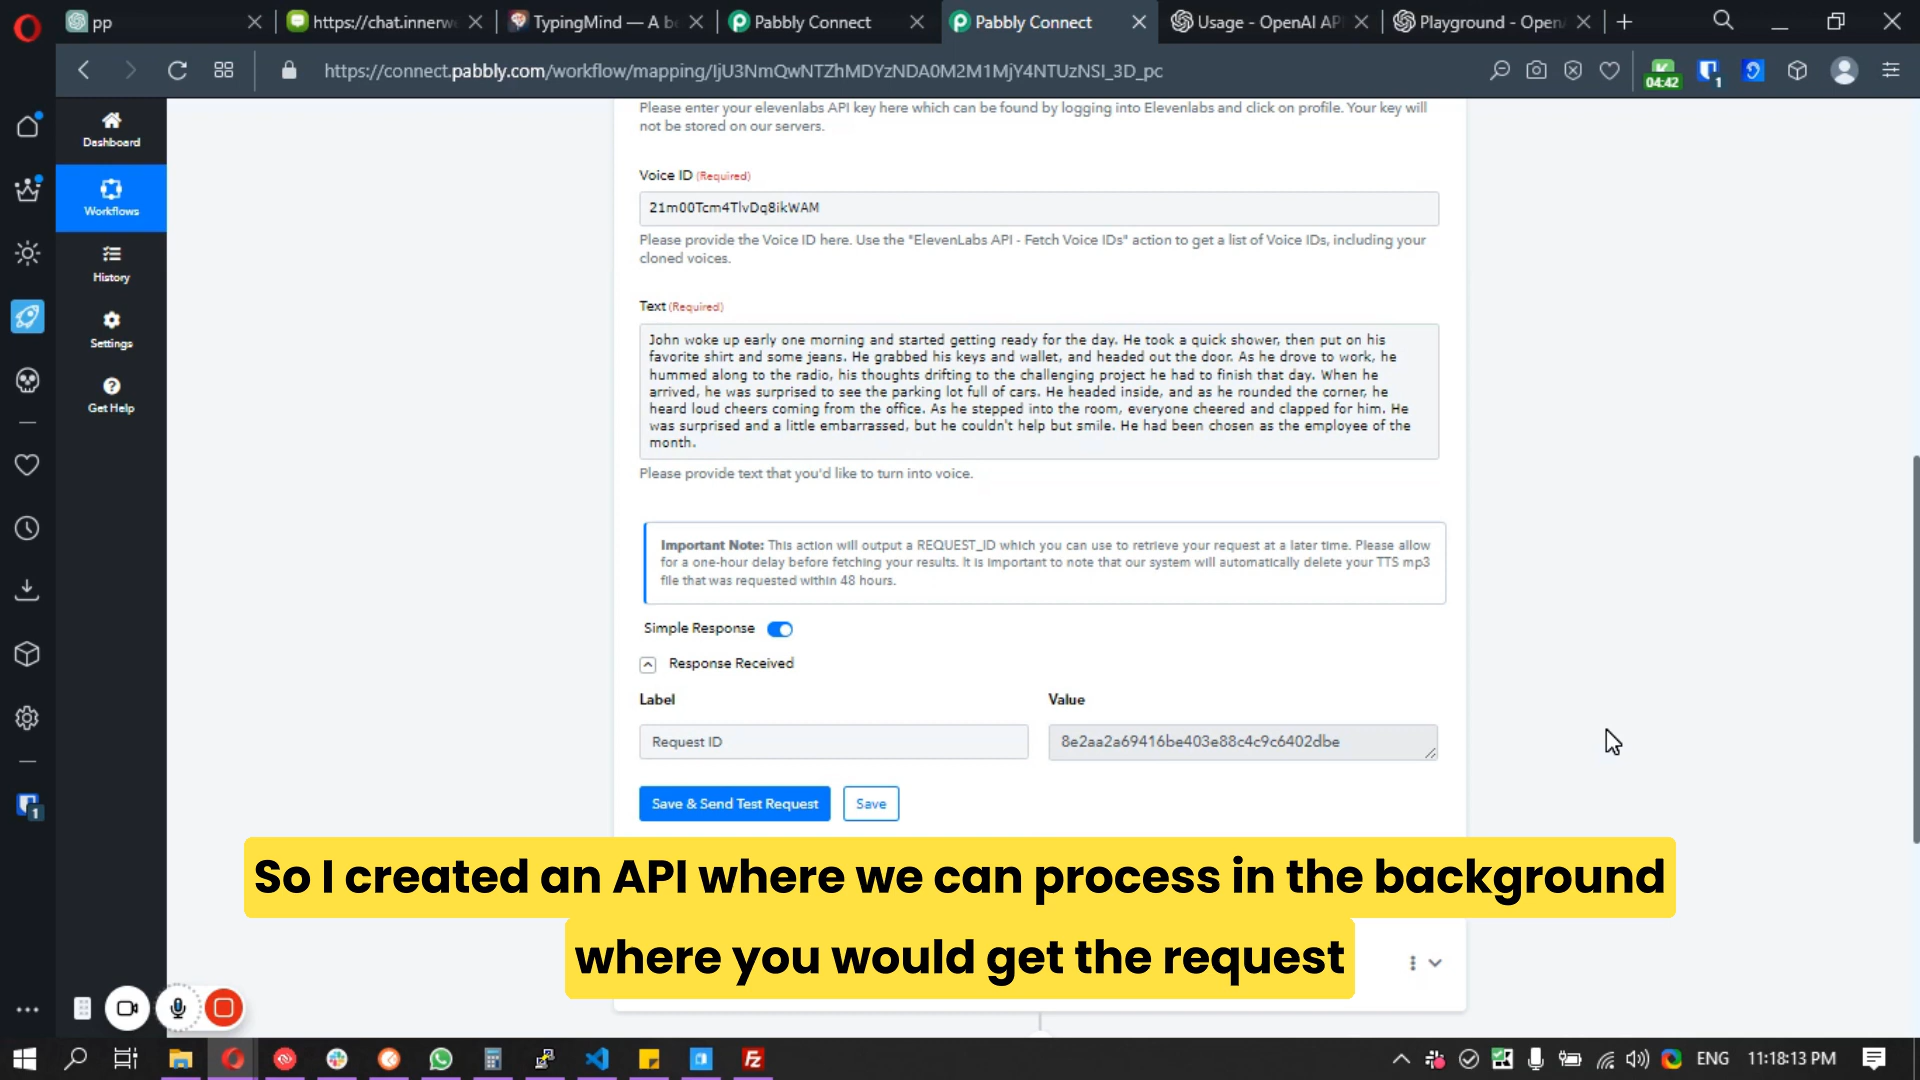 pp
https://chat.innerw
TypingMind — A b
Pabbly Connect
Pabbly Connect
Usage - OpenAI AP
Playground - Open
https://connect.pabbly.com/workflow/mapping/IjU3NmQwNTZhMDYzNDA0M2M1MjY4NTUzNSI_3D_pc
04:42
1
Dashboard
Workflows
History
Settings
Get Help
1
Please enter your elevenlabs API key here which can be found by logging into Elevenlabs and click on profile. Your key will
not be stored on our servers.
Voice ID (Required)
21m00Tcm4TlvDq8ikWAM
Please provide the Voice ID here. Use the "ElevenLabs API - Fetch Voice IDs" action to get a list of Voice IDs, including your
cloned voices.
Text (Required)
John woke up early one morning and started getting ready for the day. He took a quick shower, then put on his
favorite shirt and some jeans. He grabbed his keys and wallet, and headed out the door. As he drove to work, he
hummed along to the radio, his thoughts drifting to the challenging project he had to finish that day. When he
arrived, he was surprised to see the parking lot full of cars. He headed inside, and as he rounded the corner, he
heard loud cheers coming from the office. As he stepped into the room, everyone cheered and clapped for him. He
was surprised and a little embarrassed, but he couldn't help but smile. He had been chosen as the employee of the
month.
Please provide text that you'd like to turn into voice.
Important Note: This action will output a REQUEST_ID which you can use to retrieve your request at a later time. Please allow
for a one-hour delay before fetching your results. It is important to note that our system will automatically delete your TTS mp3
file that was requested within 48 hours.
Simple Response
Response Received
Label
Value
Request ID
8e2aa2a69416be403e88c4c9c6402dbe
Save & Send Test Request
Save
So I created an API where we can process in the background
where you would get the request
ENG
11:18:13 PM